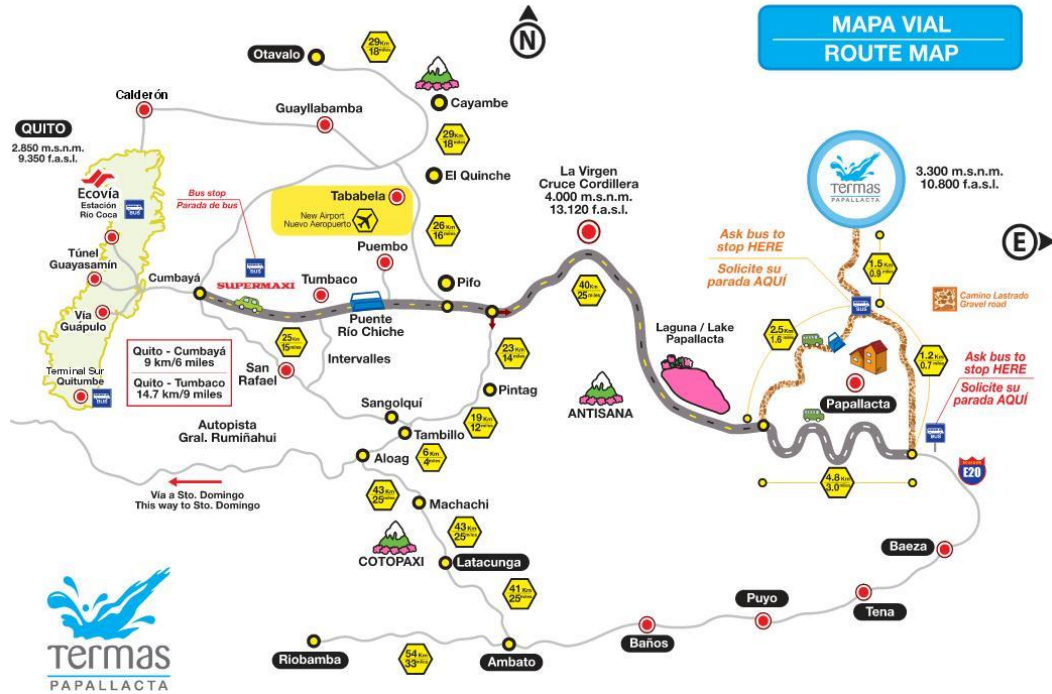 MAPA VIAL
ROUTE MAP
N
29 Km
18 miles
Otavalo
Cayambe
Calderón
Guayllabamba
QUITO
2.850 m.s.n.m.
9.350 f.a.s.l.
29 Km
18 miles
El Quinche
La Virgen
Cruce Cordillera
4.000 m.s.n.m.
13.120 f.a.s.l.
TERMAS
PAPALLACTA
3.300 m.s.n.m.
10.800 f.a.s.l.
Ecovía
Estación
Río Coca
BUS
Bus stop
Parada de bus
Tababela
New Airport
Nuevo Aeropuerto
26 Km
16 miles
Ask bus to
stop HERE
Solicite su
parada AQUÍ
1.5 Km
0.9 miles
E
Túnel
Guayasamín
Cumbayá
BUS
SUPERMAXI
Tumbaco
Puembo
Pifo
40 Km
25 miles
BUS
Camino Lastrado
Gravel road
Vía
Guápulo
Puente
Río Chiche
Laguna / Lake
Papallacta
2.5 Km
1.6 miles
1.2 Km
0.7 miles
Ask bus to
stop HERE
Solicite su
parada AQUÍ
Quito - Cumbayá
9 km/6 miles
Quito - Tumbaco
14.7 km/9 miles
25 Km
15 miles
Intervalles
San
Rafael
23 Km
14 miles
Pintag
ANTISANA
Papallacta
BUS
Terminal Sur
Quitumbe
BUS
Autopista
Gral. Rumiñahui
Sangolquí
Tambillo
19 Km
12 miles
Aloag
6 Km
4 miles
4.8 Km
3.0 miles
E20
Vía a Sto. Domingo
This way to Sto. Domingo
43 Km
25 miles
Machachi
43 Km
25 miles
COTOPAXI
Latacunga
41 Km
25 miles
Baeza
Tena
Puyo
Baños
Ambato
54 Km
33 miles
Riobamba
TERMAS
PAPALLACTA